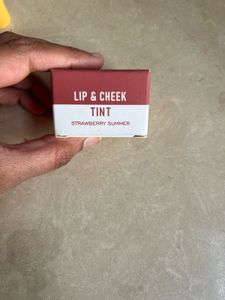 LIP & CHEEK
TINT
STRAWBERRY SUMMER